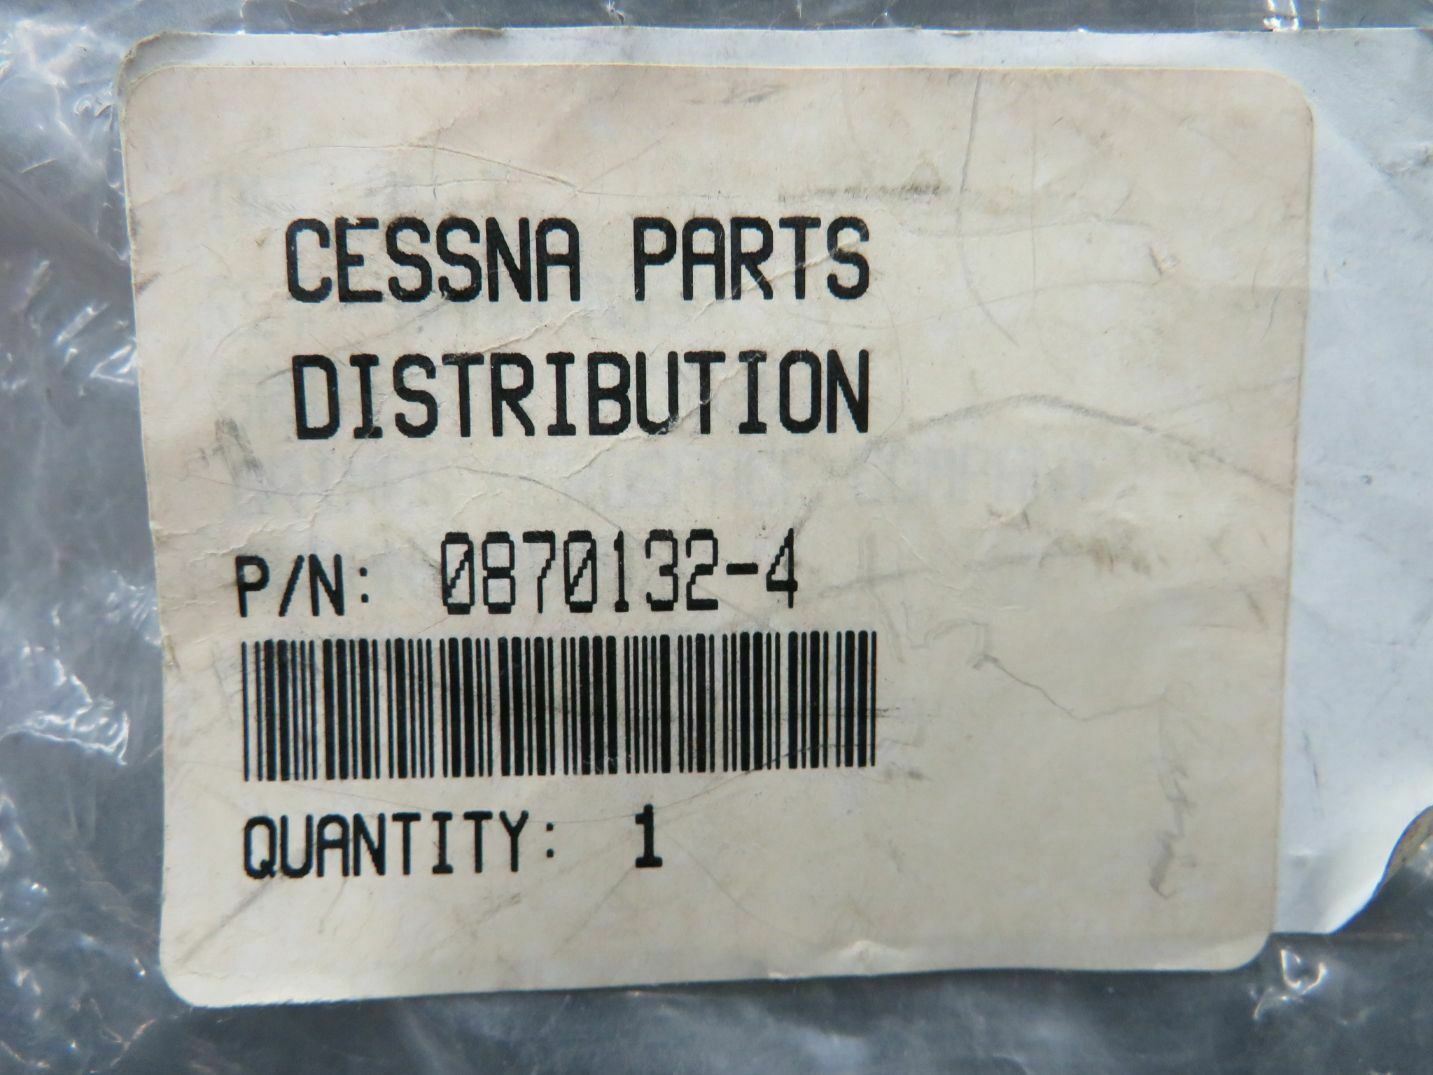 CESSNA PARTS
DISTRIBUTION
P/N: 0870132-4
QUANTITY: 1